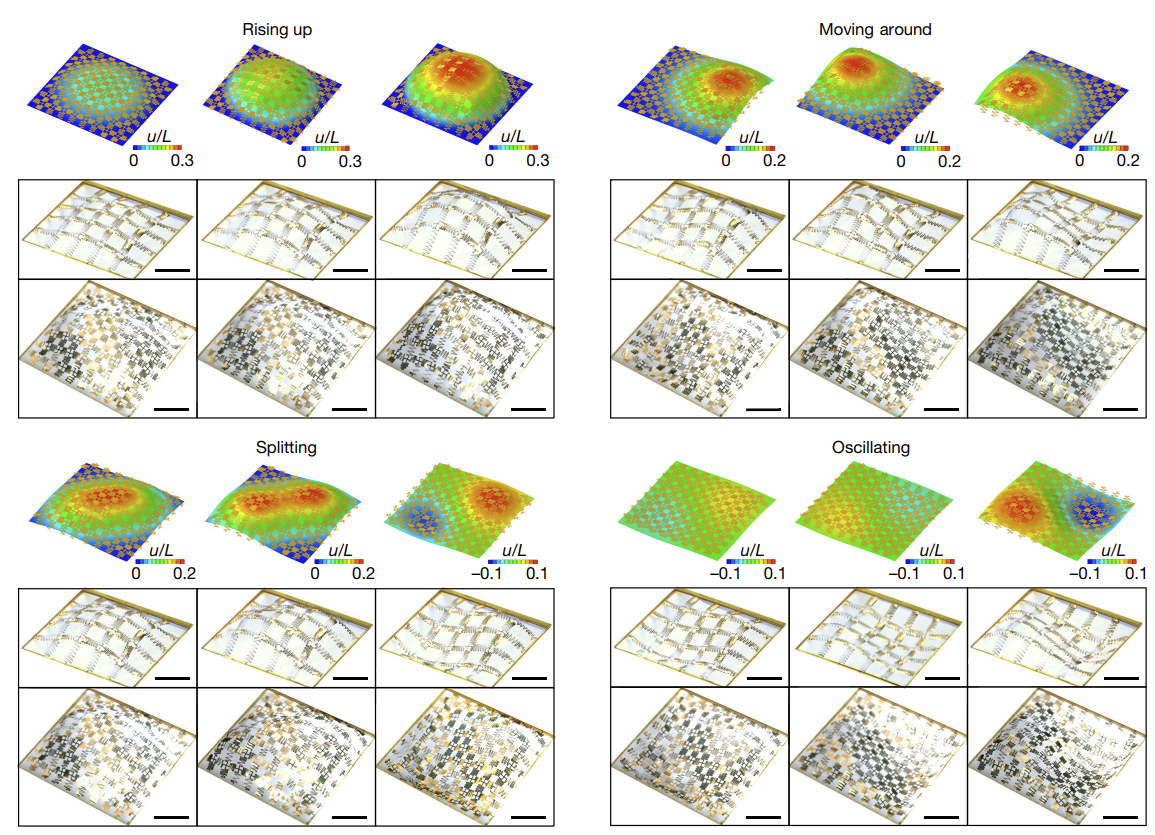 Rising up
Moving around
u/L
0 0.3
u/L
0 0.3
u/L
0 0.3
u/L
0 0.2
u/L
0 0.2
u/L
0 0.2
Splitting
Oscillating
u/L
0 0.2
u/L
0 0.2
u/L
−0.1 0.1
u/L
−0.1 0.1
u/L
−0.1 0.1
u/L
−0.1 0.1